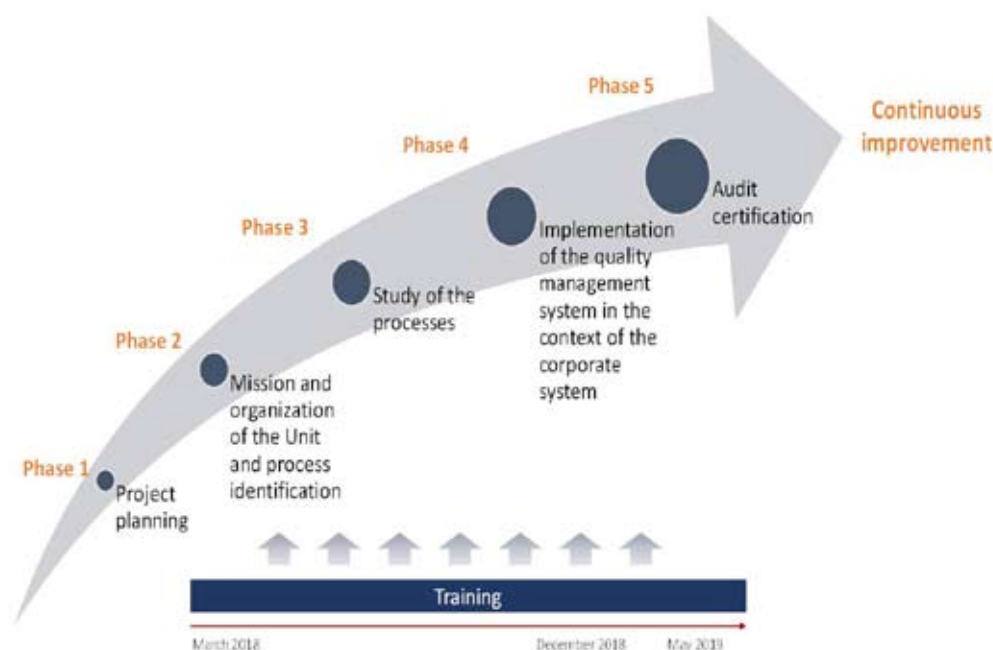 Phase 1
Project
planning
Phase 2
Mission and
organization
of the Unit
and process
identification
Phase 3
Study of the
processes
Phase 4
Implementation
of the quality
management
system in the
context of the
corporate
system
Phase 5
Audit
certification
Continuous
improvement
Training
March 2018
December 2018
May 2019